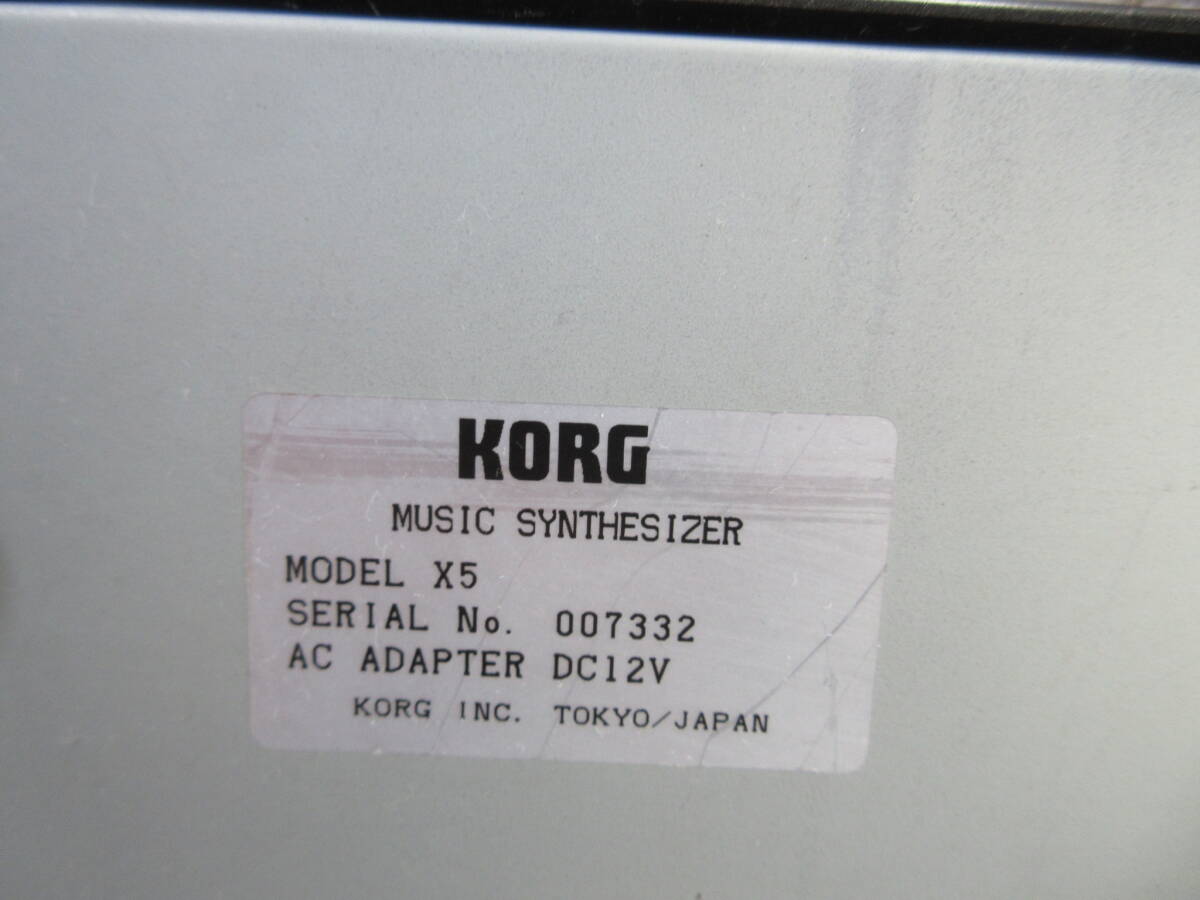 KORG
MUSIC SYNTHESIZER
MODEL X5
SERIAL No. 007332
AC ADAPTER DC12V
KORG INC. TOKYO/JAPAN